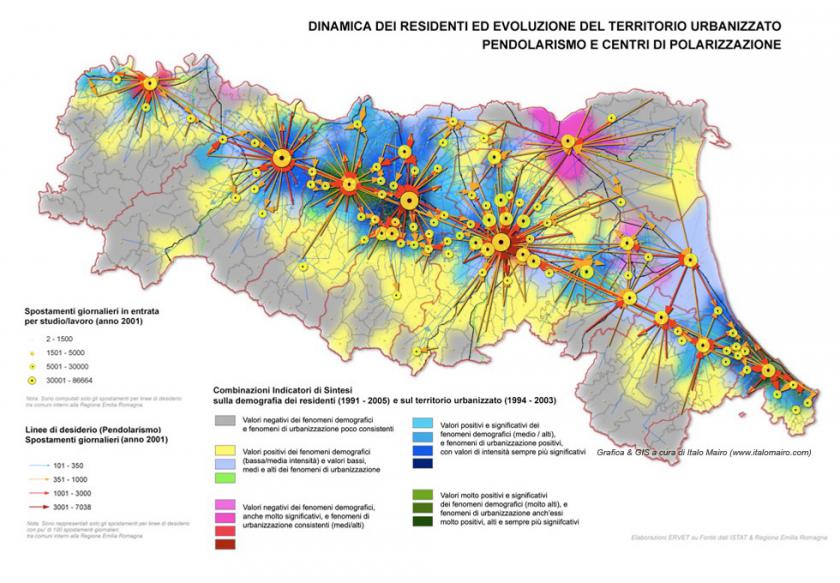 DINAMICA DEI RESIDENTI ED EVOLUZIONE DEL TERRITORIO URBANIZZATO
PENDOLARISMO E CENTRI DI POLARIZZAZIONE
Spostamenti giornalieri in entrata
per studio/lavoro (anno 2001)
2 - 1500
1501 - 5000
5001 - 30000
30001 - 86664
Nota. Sono computati solo gli spostamenti per linee di desiderio
tra comuni interni alla Regione Emilia Romagna.
Linee di desiderio (Pendolarismo)
Spostamenti giornalieri (anno 2001)
101 - 350
351 - 1000
1001 - 3000
3001 - 7038
Nota. Sono rappresentati solo gli spostamenti per linee di desiderio
con piu' di 100 spostamenti giornalieri,
tra comuni interni alla Regione Emilia Romagna.
Combinazioni Indicatori di Sintesi
sulla demografia dei residenti (1991 - 2005) e sul territorio urbanizzato (1994 - 2003)
Valori negativi dei fenomeni demografici
e fenomeni di urbanizzazione poco consistenti
Valori positivi dei fenomeni demografici
(bassa/media intensità) e valori bassi,
medi e alti dei fenomeni di urbanizzazione
Valori negativi dei fenomeni demografici,
anche molto significativi, e fenomeni di
urbanizzazione consistenti (medi/alti)
Valori positivi e significativi dei
fenomeni demografici (medio / alti),
e fenomeni di urbanizzazione positivi,
con valori di intensità sempre più significativi
Valori molto positivi e significativi
dei fenomeni demografici (molto alti), e
fenomeni di urbanizzazione anch'essi
molto positivi, alti e sempre più significativi
Grafica & GIS a cura di Italo Mairo (www.italomairo.com)
Elaborazioni ERVET su Fonte dati ISTAT & Regione Emilia Romagna